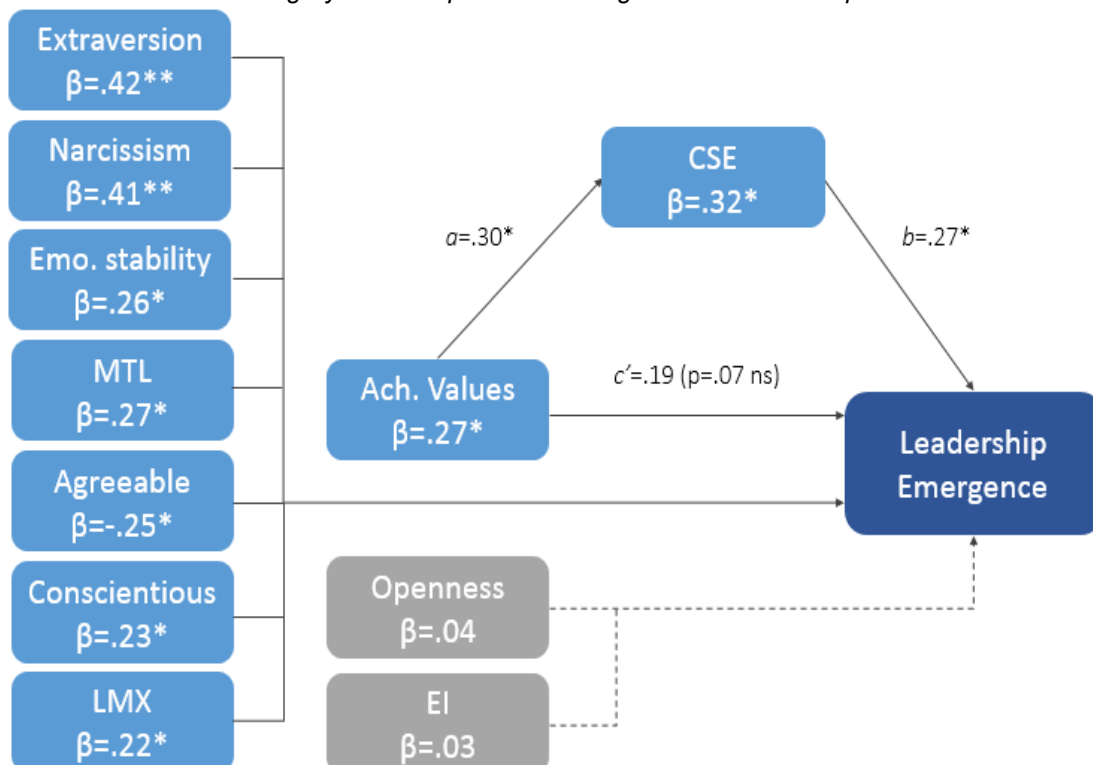 Extraversion
β=.42**
Narcissism
β=.41**
Emo. stability
β=.26*
MTL
β=.27*
Agreeable
β=-.25*
Conscientious
β=.23*
LMX
β=.22*
CSE
β=.32*
a=.30*
b=.27*
Ach. Values
β=.27*
c’=.19 (p=.07 ns)
Leadership
Emergence
Openness
β=.04
EI
β=.03